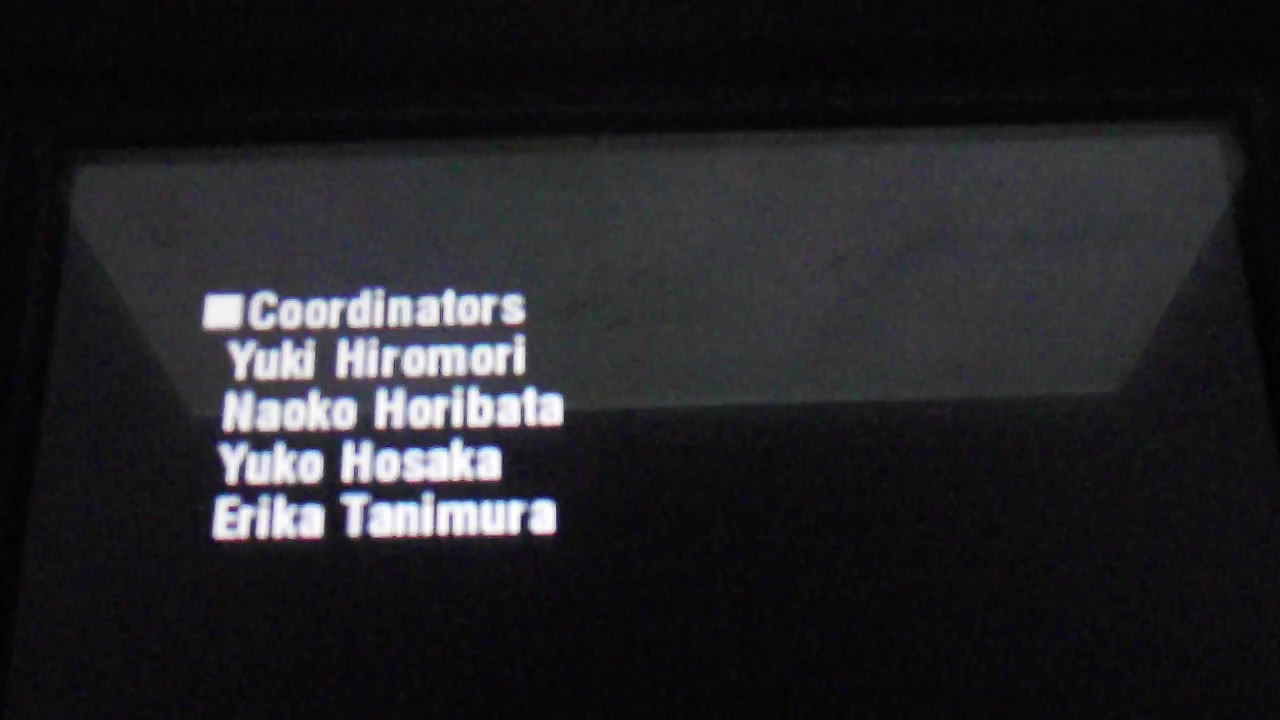 ■Coordinators
Yuki Hiromori
Naoko Horibata
Yuko Hosaka
Erika Tanimura